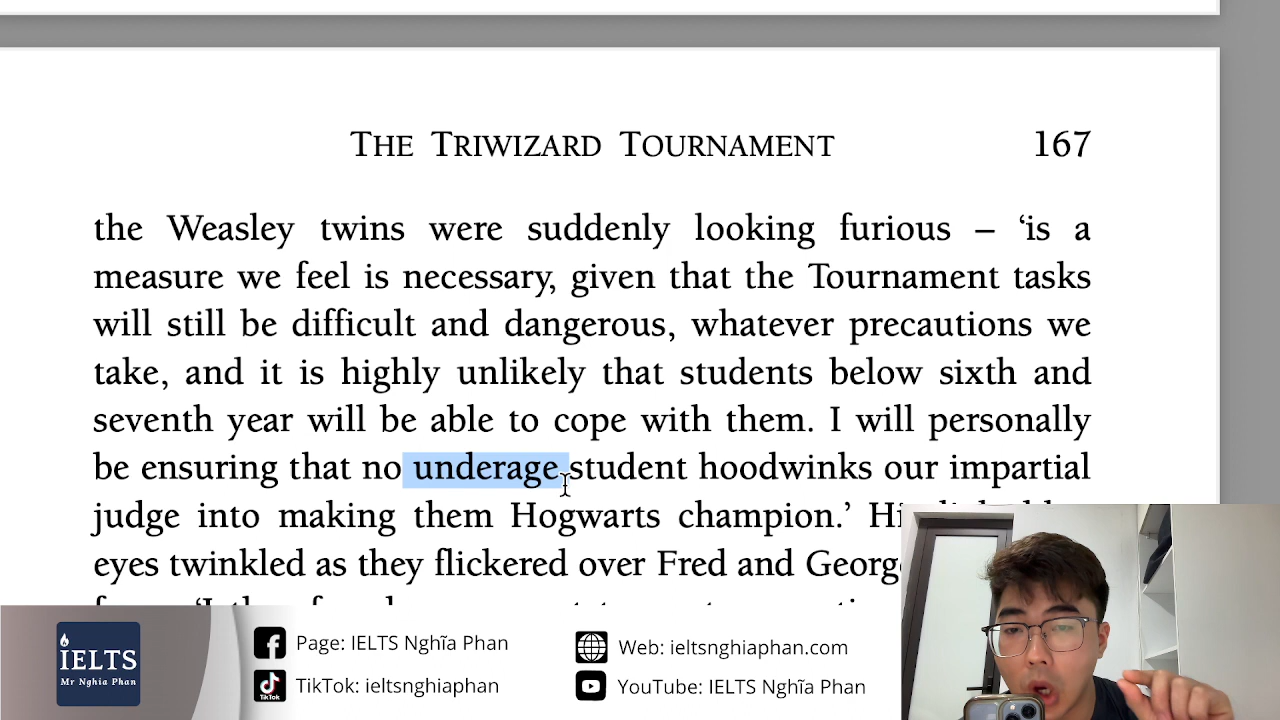 THE TRIWIZARD TOURNAMENT 167
the Weasley twins were suddenly looking furious – ‘is a
measure we feel is necessary, given that the Tournament tasks
will still be difficult and dangerous, whatever precautions we
take, and it is highly unlikely that students below sixth and
seventh year will be able to cope with them. I will personally
be ensuring that no underage student hoodwinks our impartial
judge into making them Hogwarts champion.’
eyes twinkled as they flickered over Fred and George
IELTS
Mr Nghia Phan
Page: IELTS Nghĩa Phan
TikTok
TikTok: ieltsnghiaphan
Web: ieltsnghiaphan.com
YouTube: IELTS Nghĩa Phan